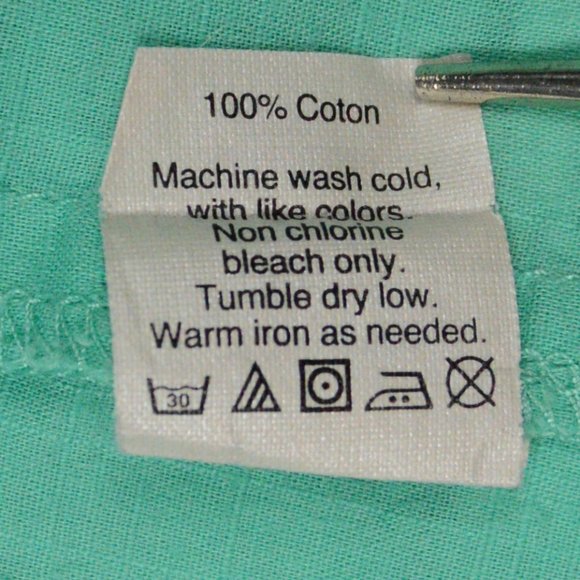 100% Coton
Machine wash cold,
with like colors.
Non chlorine
bleach only.
Tumble dry low.
Warm iron as needed.
30